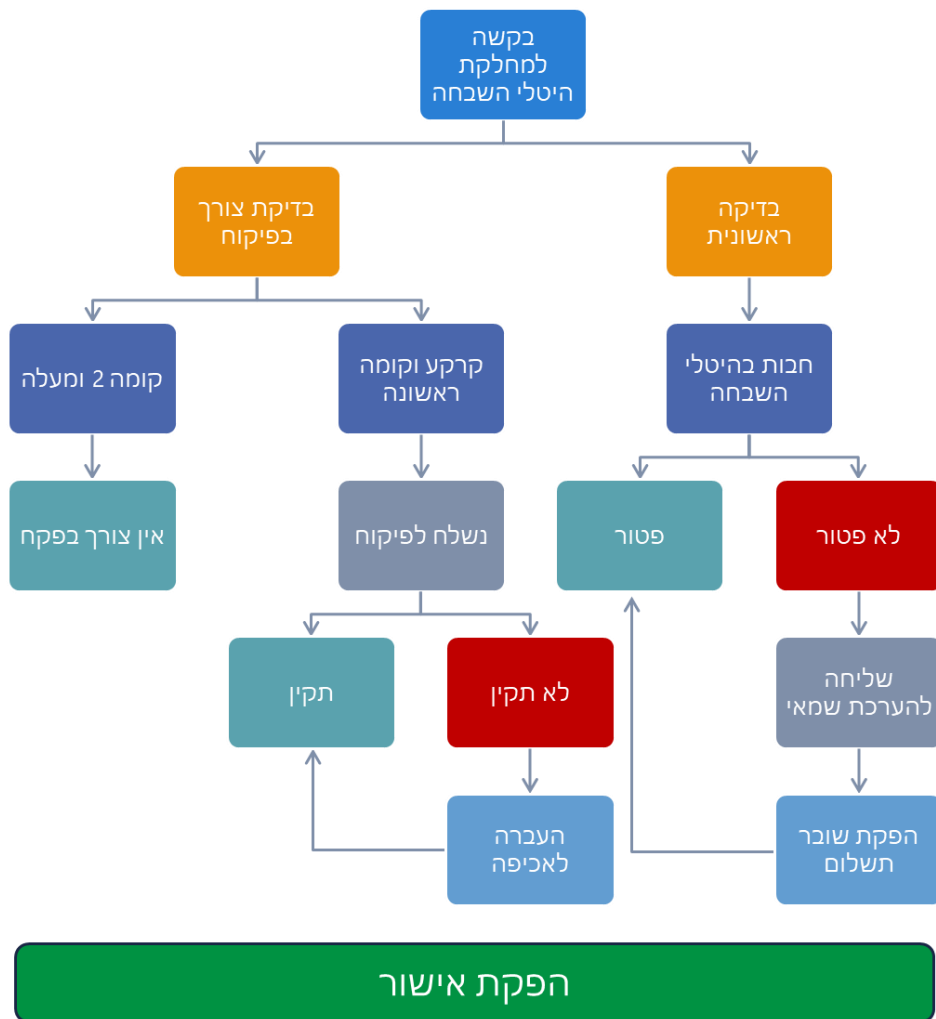 בקשה
למחלקת
היטלי השבחה
בדיקה
ראשונית
בדיקת צורך
בפיקוח
חבות בהיטלי
השבחה
קרקע וקומה
ראשונה
קומה 2 ומעלה
לא פטור
פטור
נשלח לפיקוח
אין צורך בפקח
שליחה
להערכת שמאי
לא תקין
תקין
הפקת שובר
תשלום
העברה
לאכיפה
הפקת אישור